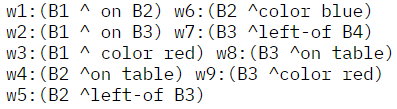 w1:(B1 ^ on B2) w6:(B2 ^color blue)
w2:(B1 ^ on B3) w7:(B3 ^left-of B4)
w3:(B1 ^ color red) w8:(B3 ^on table)
w4:(B2 ^on table) w9:(B3 ^color red)
w5:(B2 ^left-of B3)